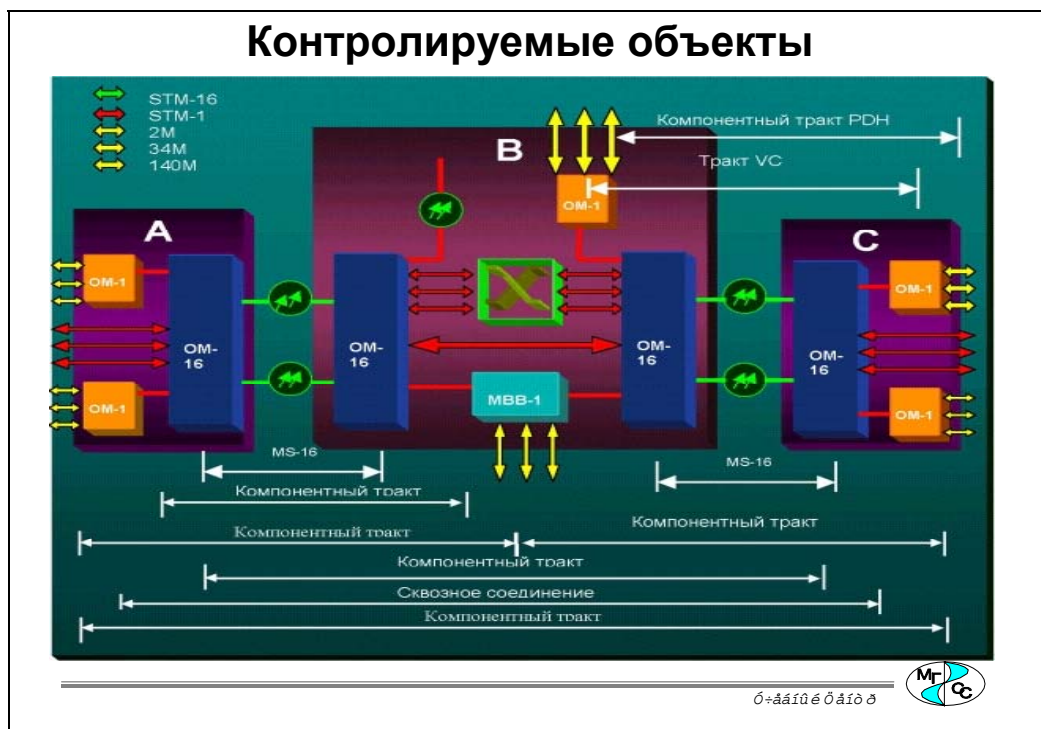 Контролируемые объекты
STM-16
STM-1
2M
34M
140M
Компонентный тракт PDH
Тракт VC
B
A
C
OM-1
OM-1
OM-1
OM-
16
OM-
16
OM-
16
OM-
16
OM-1
OM-1
MBB-1
MS-16
MS-16
Компонентный тракт
Компонентный тракт
Компонентный тракт
Компонентный тракт
Сквозное соединение
Компонентный тракт
Ó÷åáíûé Öåíòð
МГ
СС